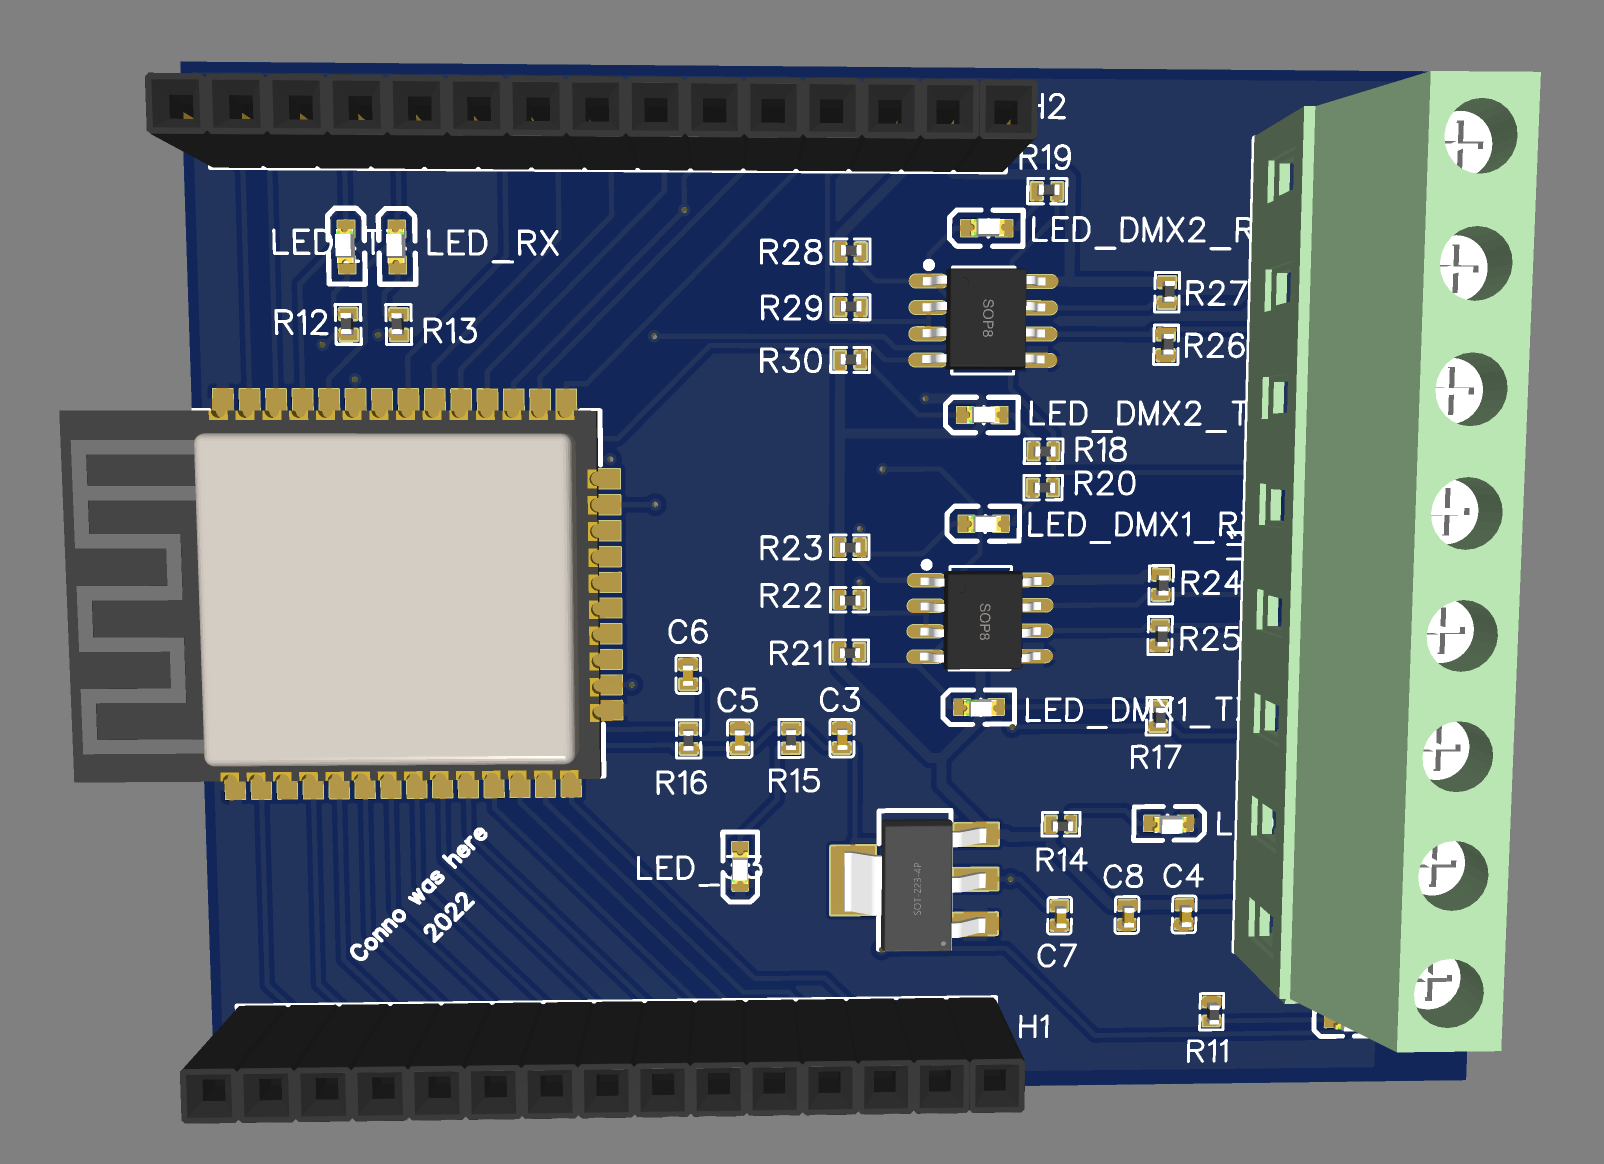 H2
R19
LED_DMX2_R
LED_T
LED_RX
R28
R27
R29
SOP8
R12
R13
R26
R30
LED_DMX2_T
R18
R20
LED_DMX1_R
R23
R24
R22
SOP8
C6
R21
R25
C5
C3
LED_DMX1_T
R17
R16
R15
L
R14
LED_33
SOT-223-4P
C8
C4
Conno was here
2022
C7
H1
R11